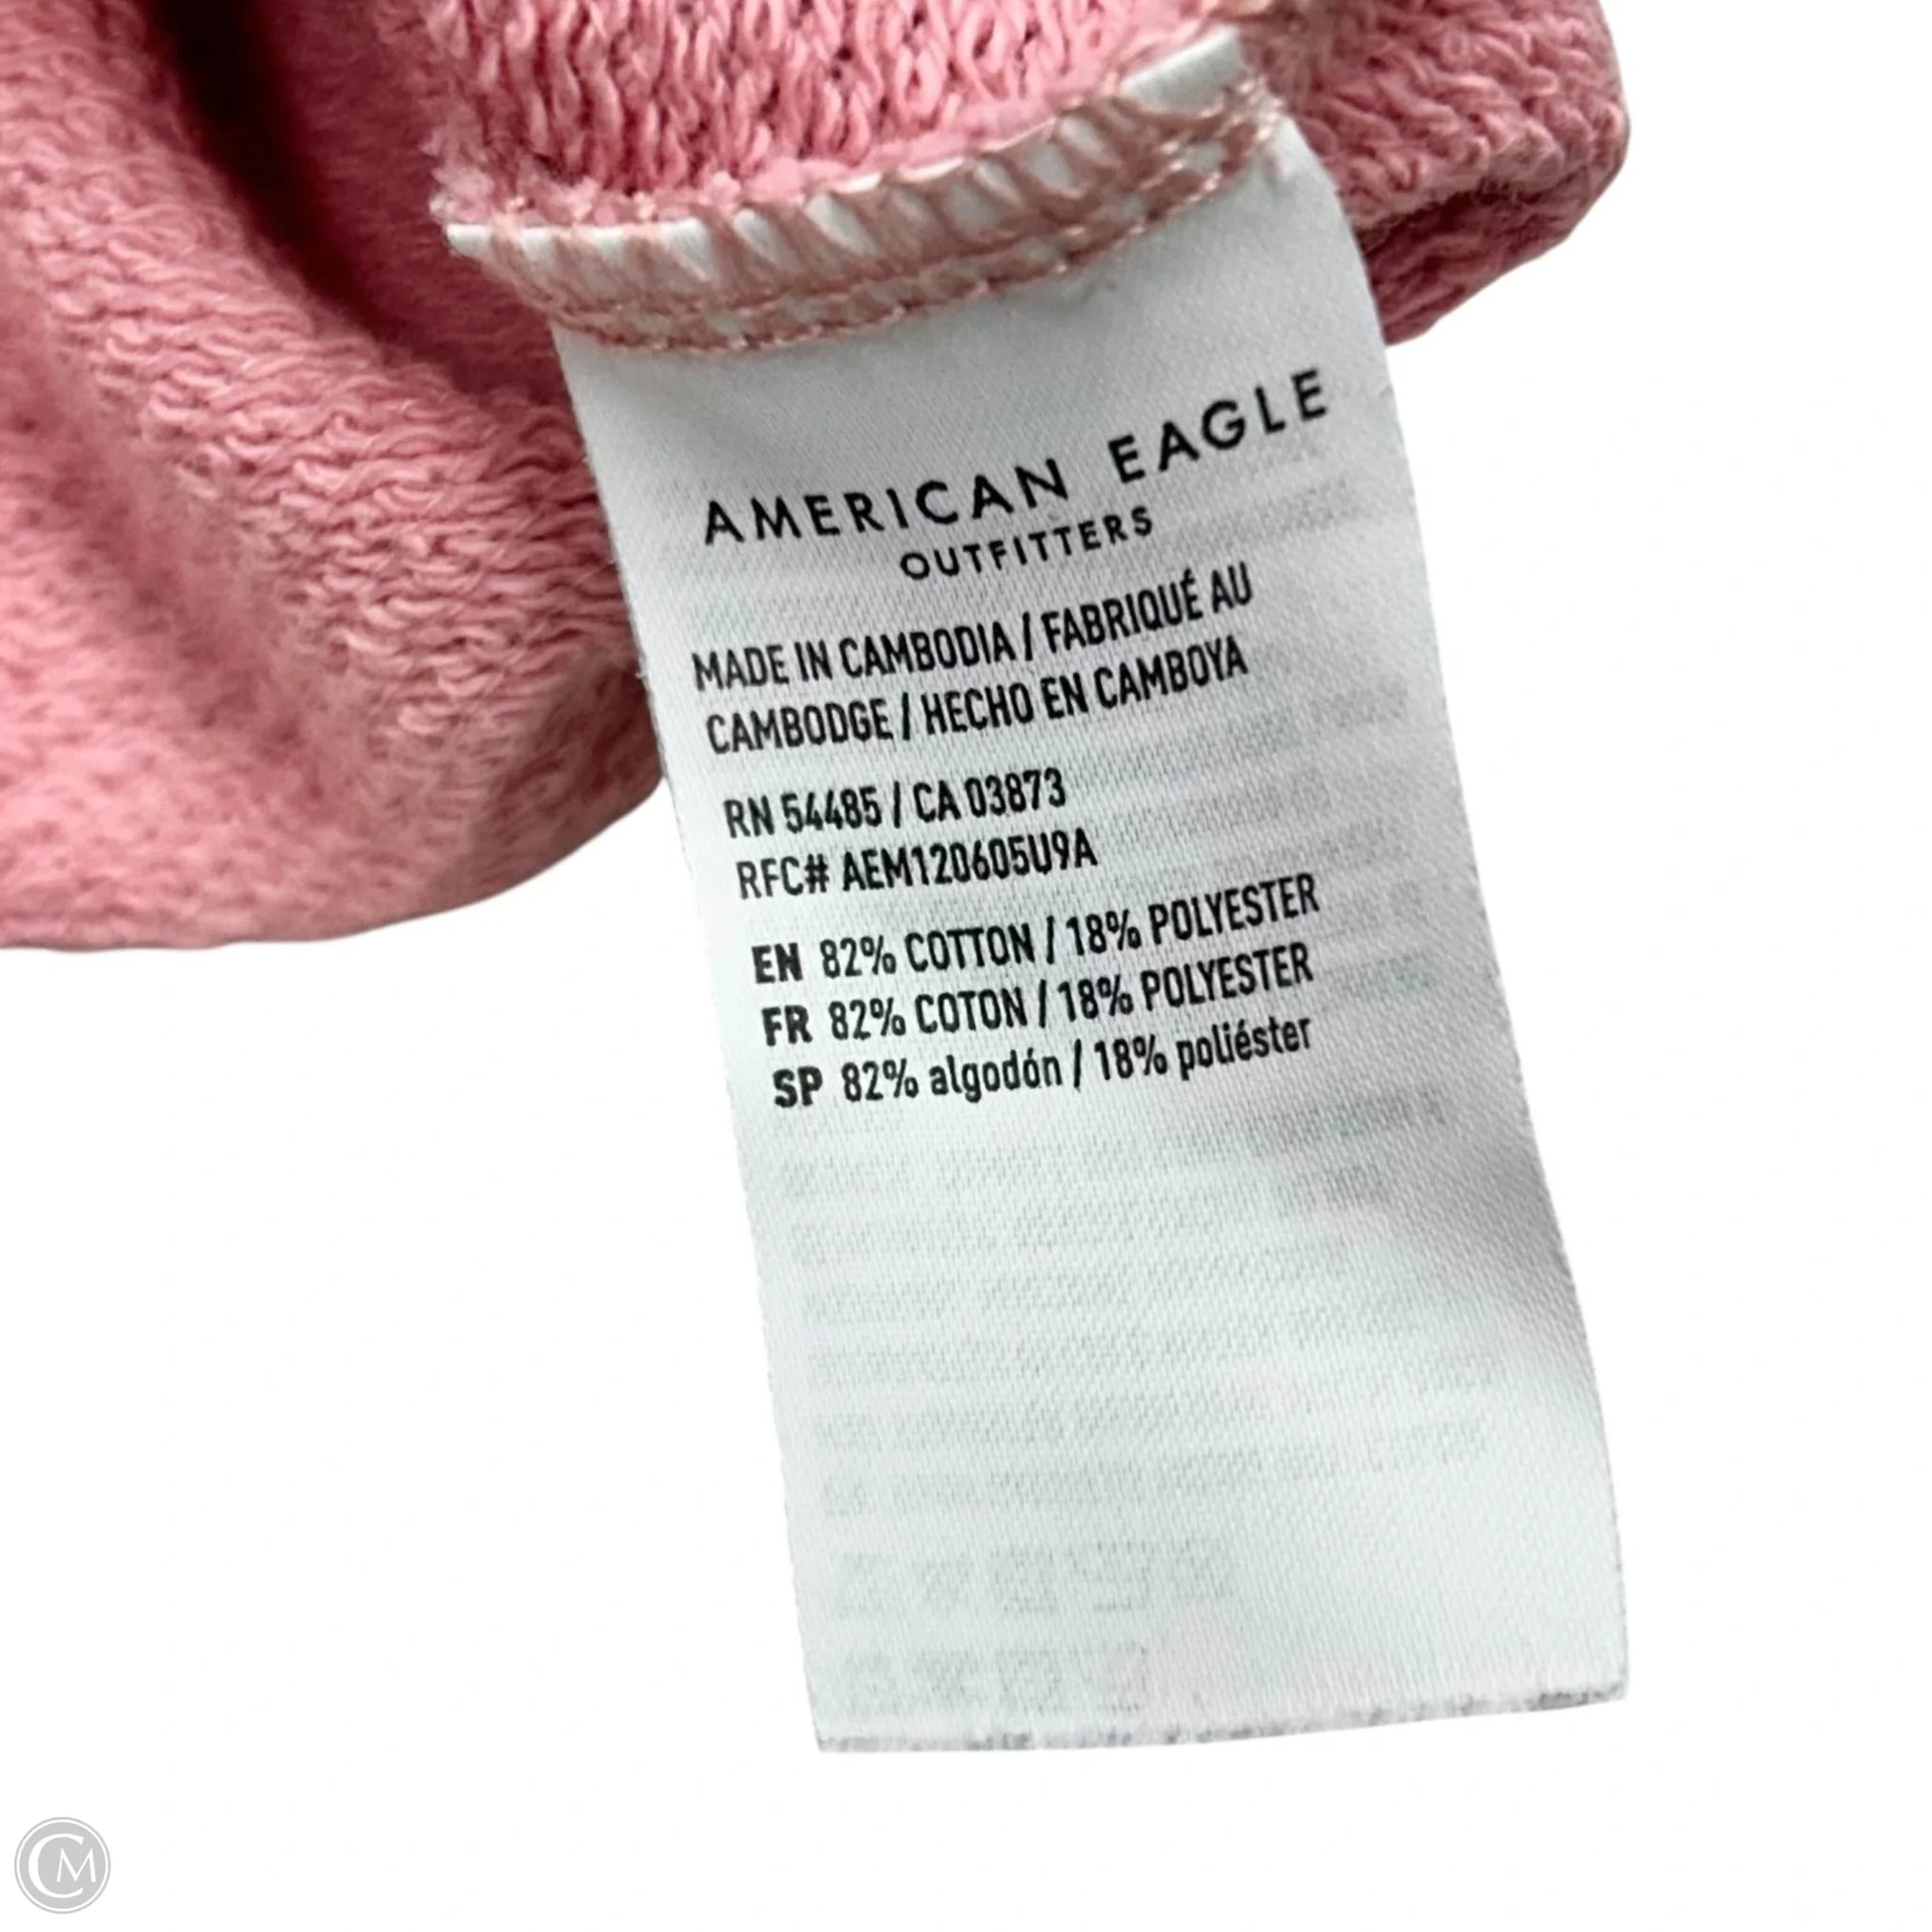 AMERICAN EAGLE
OUTFITTERS
MADE IN CAMBODIA / FABRIQUÉ AU
CAMBODGE / HECHO EN CAMBOYA
RN 54485 / CA 03873
RFC# AEM120605U9A
EN 82% COTTON / 18% POLYESTER
FR 82% COTON / 18% POLYESTER
SP 82% algodón / 18% poliéster
CM